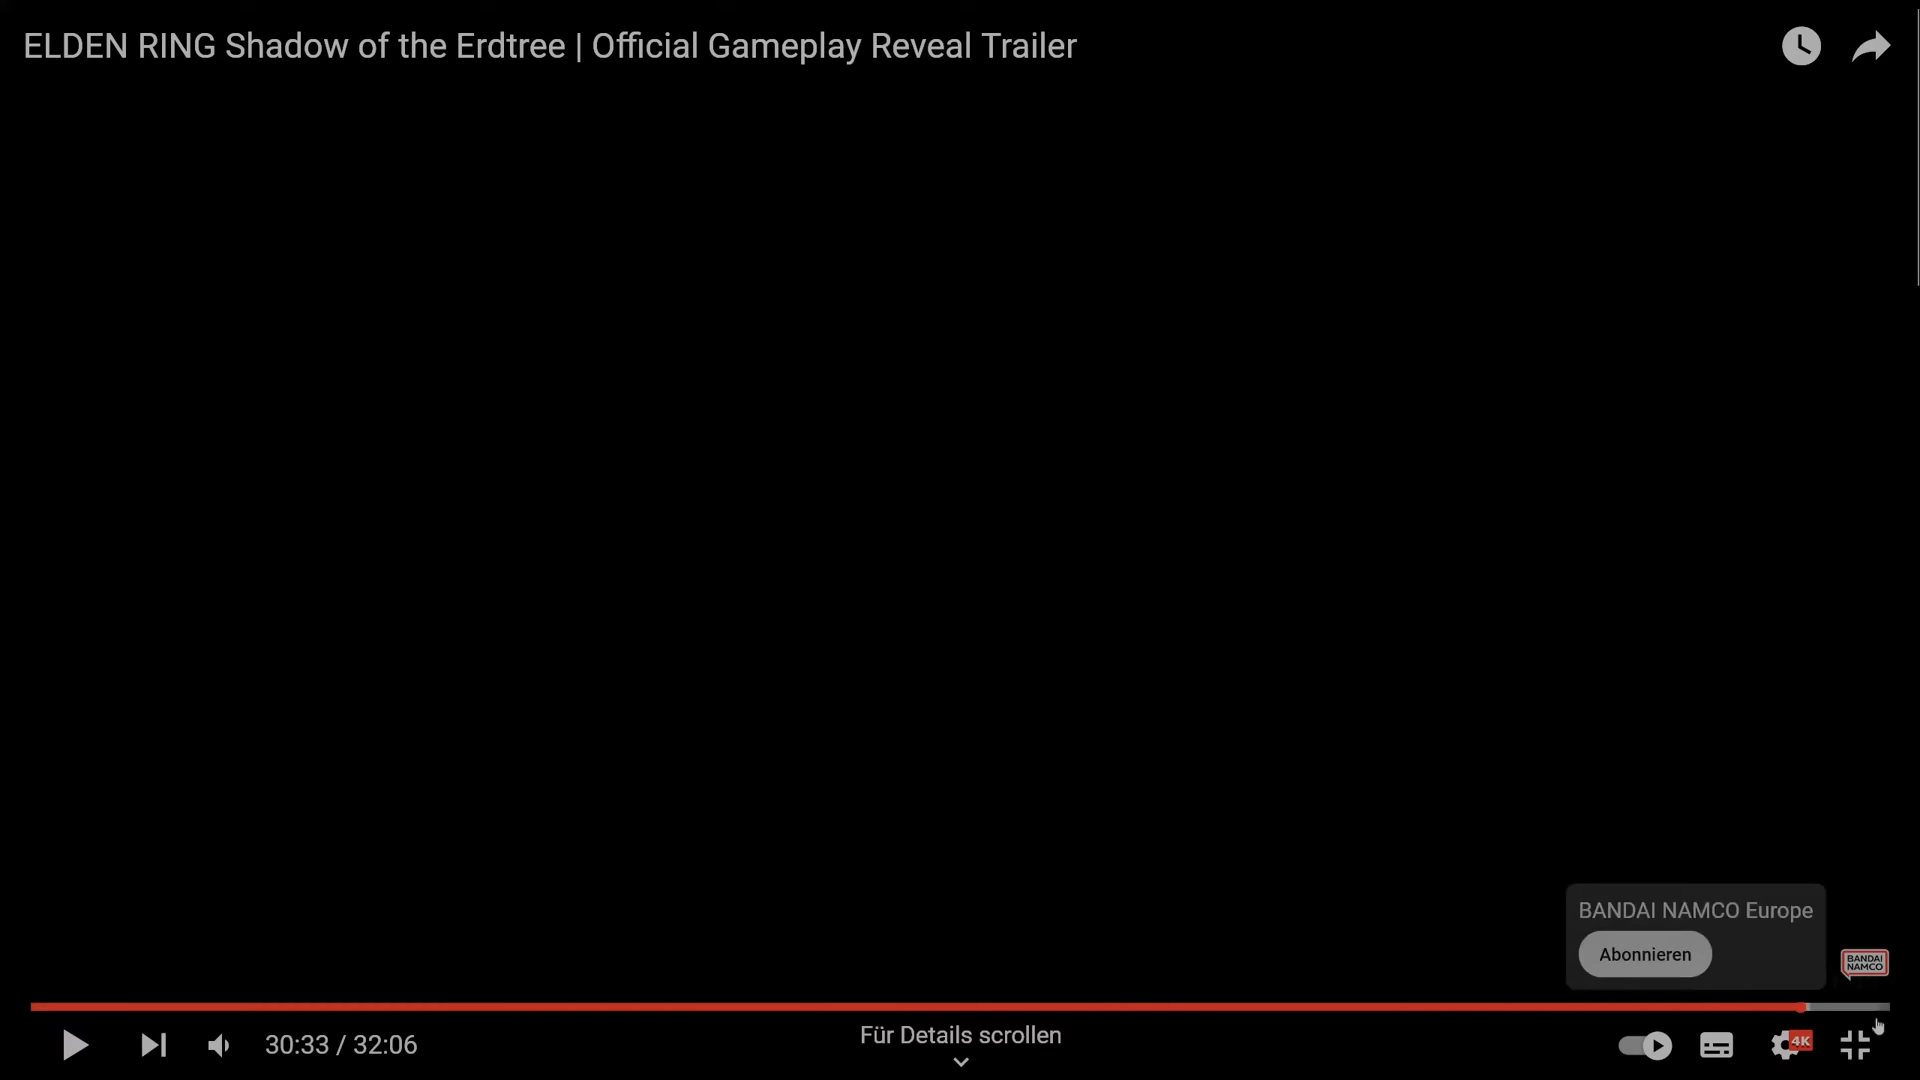 ELDEN RING Shadow of the Erdtree | Official Gameplay Reveal Trailer
BANDAI NAMCO Europe
Abonnieren
BANDAI
NAMCO
30:33 / 32:06
Für Details scrollen
4K